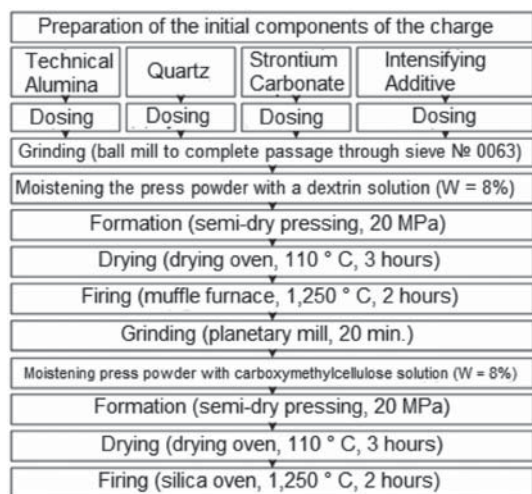 Preparation of the initial components of the charge
Technical Alumina
Quartz
Strontium Carbonate
Intensifying Additive
Dosing
Dosing
Dosing
Dosing
Grinding (ball mill to complete passage through sieve № 0063)
Moistening the press powder with a dextrin solution (W = 8%)
Formation (semi-dry pressing, 20 MPa)
Drying (drying oven, 110 ° C, 3 hours)
Firing (muffle furnace, 1,250 ° C, 2 hours)
Grinding (planetary mill, 20 min.)
Moistening press powder with carboxymethylcellulose solution (W = 8%)
Formation (semi-dry pressing, 20 MPa)
Drying (drying oven, 110 ° C, 3 hours)
Firing (silica oven, 1,250 ° C, 2 hours)